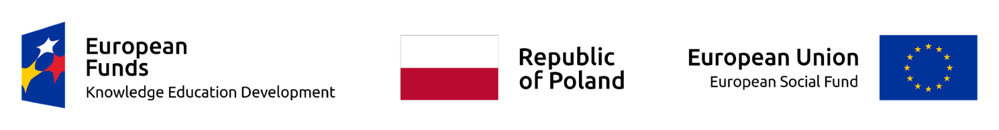 European
Funds
Knowledge Education Development
Republic
of Poland
European Union
European Social Fund